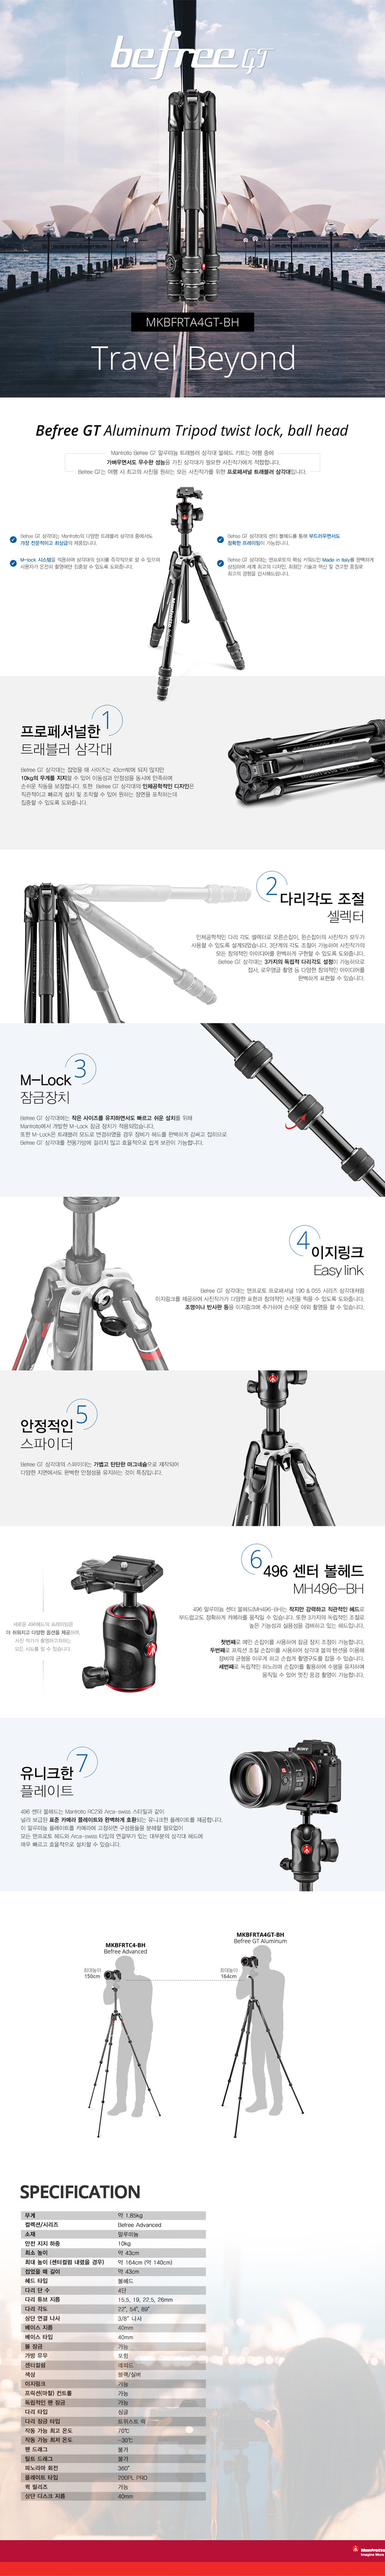 befree GT
MKBFRTA4GT-BH
Travel Beyond
Befree GT Aluminum Tripod twist lock, ball head
Manfrotto Befree GT 알루미늄 트래블러 삼각대 볼헤드 키트는 여행 중에
가벼우면서도 우수한 성능을 가진 삼각대가 필요한 사진작가에게 적합합니다.
Befree GT는 여행 시 최고의 사진을 원하는 모든 사진작가를 위한 프로페셔널 트래블러 삼각대입니다.
Befree GT 삼각대는 Manfrotto의 다양한 트래블러 삼각대 중에서도
가장 전문적이고 최상급의 제품입니다.
Befree GT 삼각대의 센터 볼헤드를 통해 부드러우면서도
정확한 프레이밍이 가능합니다.
M-lock 시스템을 적용하여 삼각대의 설치를 즉각적으로 할 수 있으며
사용자가 온전히 촬영에만 집중할 수 있도록 도와줍니다.
Befree GT 삼각대는 맨프로토의 핵심 키워드인 Made in Italy를 완벽하게
상징하며 세계 최고의 디자인, 최첨단 기술과 혁신 및 견고한 품질로
최고의 경험을 선사해드립니다.
1
프로페셔널한
트래블러 삼각대
Befree GT 삼각대는 접었을 때 사이즈는 43cm밖에 되지 않지만
10kg의 무게를 지지할 수 있어 이동성과 안정성을 동시에 만족하며
손쉬운 작동을 보장합니다. 또한 Befree GT 삼각대의 인체공학적인 디자인은
직관적이고 빠르게 설치 및 조작할 수 있어 원하는 장면을 포착하는데
집중할 수 있도록 도와줍니다.
2
다리각도 조절
셀렉터
인체공학적인 다리 각도 셀렉터로 오른손잡이, 왼손잡이의 사진작가 모두가
사용할 수 있도록 설계되었습니다. 3단계의 각도 조절이 가능하여 사진작가의
모든 창의적인 아이디어를 완벽하게 구현할 수 있도록 도와줍니다.
Befree GT 삼각대는 3가지의 독립적 다리각도 설정이 가능하므로
접사, 로우앵글 촬영 등 다양한 창의적인 아이디어를
완벽하게 표현할 수 있습니다.
3
M-Lock
잠금장치
Befree GT 삼각대에는 작은 사이즈를 유지하면서도 빠르고 쉬운 설치를 위해
Manfrotto에서 개발한 M-Lock 잠금 장치가 적용되었습니다.
또한 M-Lock은 트래블러 모드로 변경하였을 경우 장비가 헤드를 완벽하게 감싸고 접히므로
Befree GT 삼각대를 전용가방에 걸리지 않고 효율적으로 쉽게 보관이 가능합니다.
4
이지링크
Easy link
Befree GT 삼각대는 맨프로토 프로페셔널 190 & 055 시리즈 삼각대처럼
이지링크를 제공하여 사진작가가 다양한 표현과 창의적인 사진을 찍을 수 있도록 도와줍니다.
조명이나 반사판 등을 이지링크에 추가하여 손쉬운 야외 촬영을 할 수 있습니다.
5
안정적인
스파이더
Befree GT 삼각대의 스파이더는 가볍고 단단한 마그네슘으로 제작되어
다양한 지면에서도 완벽한 안정성을 유지하는 것이 특징입니다.
6
496 센터 볼헤드
MH496-BH
496 알루미늄 센터 볼헤드(MH496-BH)는 작지만 강력하고 직관적인 헤드로
부드럽고도 정확하게 카메라를 움직일 수 있습니다. 또한 3가지의 독립적인 조절로
높은 기능성과 실용성을 겸비하고 있는 헤드입니다.
첫번째로 메인 손잡이를 사용하여 잠금 장치 조정이 가능합니다.
두번째로 프릭션 조절 손잡이를 사용하여 삼각대 볼의 텐션을 이용해
장비의 균형을 이루게 하고 손쉽게 촬영구도를 잡을 수 있습니다.
세번째로 독립적인 파노라마 손잡이를 활용하여 수평을 유지하며
움직일 수 있어 멋진 풍경 촬영이 가능합니다.
새로운 496헤드의 프레이밍은
더 쉬워지고 다양한 옵션을 제공하며,
사진 작가가 촬영하고자하는
모든 시도를 할 수 있습니다.
7
유니크한
플레이트
496 센터 볼헤드는 Manfrotto RC2와 Arca-swiss 스타일과 같이
널리 보급된 표준 카메라 플레이트와 완벽하게 호환되는 유니크한 플레이트를 제공합니다.
이 알루미늄 플레이트를 카메라에 고정하면 구성품들을 분해할 필요없이
모든 맨프로토 헤드와 Arca-swiss 타입의 연결부가 있는 대부분의 삼각대 헤드에
매우 빠르고 효율적으로 설치할 수 있습니다.
SONY
MKBFRTC4-BH
Befree Advanced
최대높이
150cm
MKBFRTA4GT-BH
Befree GT Aluminum
최대높이
164cm
SPECIFICATION
무게 약 1.85kg
컬렉션/시리즈 Befree Advanced
소재 알루미늄
안전 지지 하중 10kg
최소 높이 약 43cm
최대 높이 (센터컬럼 내렸을 경우) 약 164cm (약 140cm)
접었을 때 길이 약 43cm
헤드 타입 볼헤드
다리 단 수 4단
다리 튜브 지름 15.5, 19, 22.5, 26mm
다리 각도 22°, 54°, 89°
상단 연결 나사 3/8" 나사
베이스 지름 40mm
베이스 타입 40mm
볼 잠금 가능
가방 유무 포함
센터컬럼 래피드
색상 블랙/실버
이지링크 가능
프릭션(마찰) 컨트롤 가능
독립적인 팬 잠금 가능
다리 타입 싱글
다리 잠금 타입 트위스트 락
작동 가능 최고 온도 70℃
작동 가능 최저 온도 -30℃
팬 드래그 불가
틸트 드래그 불가
파노라마 회전 360°
플레이트 타입 200PL PRO
퀵 릴리즈 가능
상단 디스크 지름 40mm
Manfrotto
Imagine More